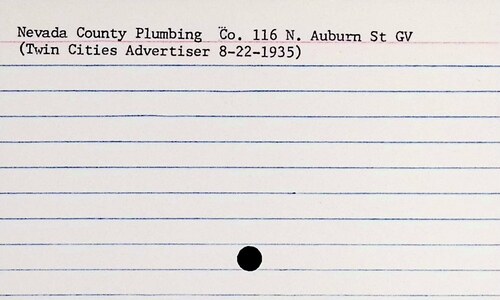 Nevada County Plumbing Co. 116 N. Auburn St GV
(Twin Cities Advertiser 8-22-1935)